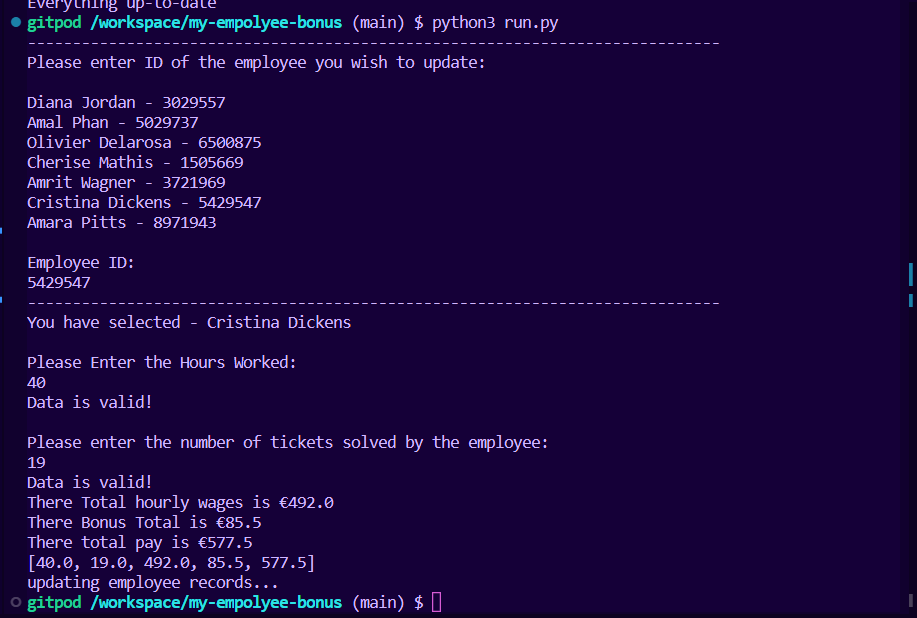 Everything up-to-date
gitpod /workspace/my-empolyee-bonus (main) $ python3 run.py
-----------------------------------------------------------------------------
Please enter ID of the employee you wish to update:
Diana Jordan - 3029557
Amal Phan - 5029737
Olivier Delarosa - 6500875
Cherise Mathis - 1505669
Amrit Wagner - 3721969
Cristina Dickens - 5429547
Amara Pitts - 8971943
Employee ID:
5429547
-----------------------------------------------------------------------------
You have selected - Cristina Dickens
Please Enter the Hours Worked:
40
Data is valid!
Please enter the number of tickets solved by the employee:
19
Data is valid!
There Total hourly wages is €492.0
There Bonus Total is €85.5
There total pay is €577.5
[40.0, 19.0, 492.0, 85.5, 577.5]
updating employee records...
gitpod /workspace/my-empolyee-bonus (main) $